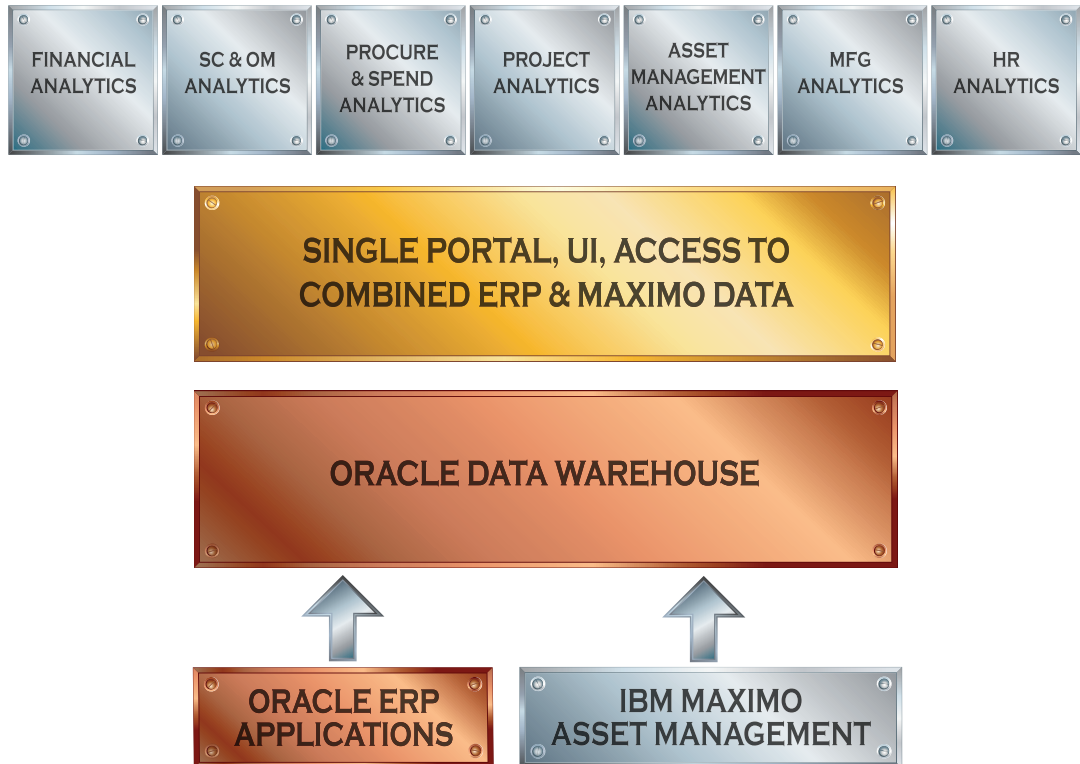 FINANCIAL
ANALYTICS
SC & OM
ANALYTICS
PROCURE
& SPEND
ANALYTICS
PROJECT
ANALYTICS
ASSET
MANAGEMENT
ANALYTICS
MFG
ANALYTICS
HR
ANALYTICS
SINGLE PORTAL, UI, ACCESS TO
COMBINED ERP & MAXIMO DATA
ORACLE DATA WAREHOUSE
ORACLE ERP
APPLICATIONS
IBM MAXIMO
ASSET MANAGEMENT